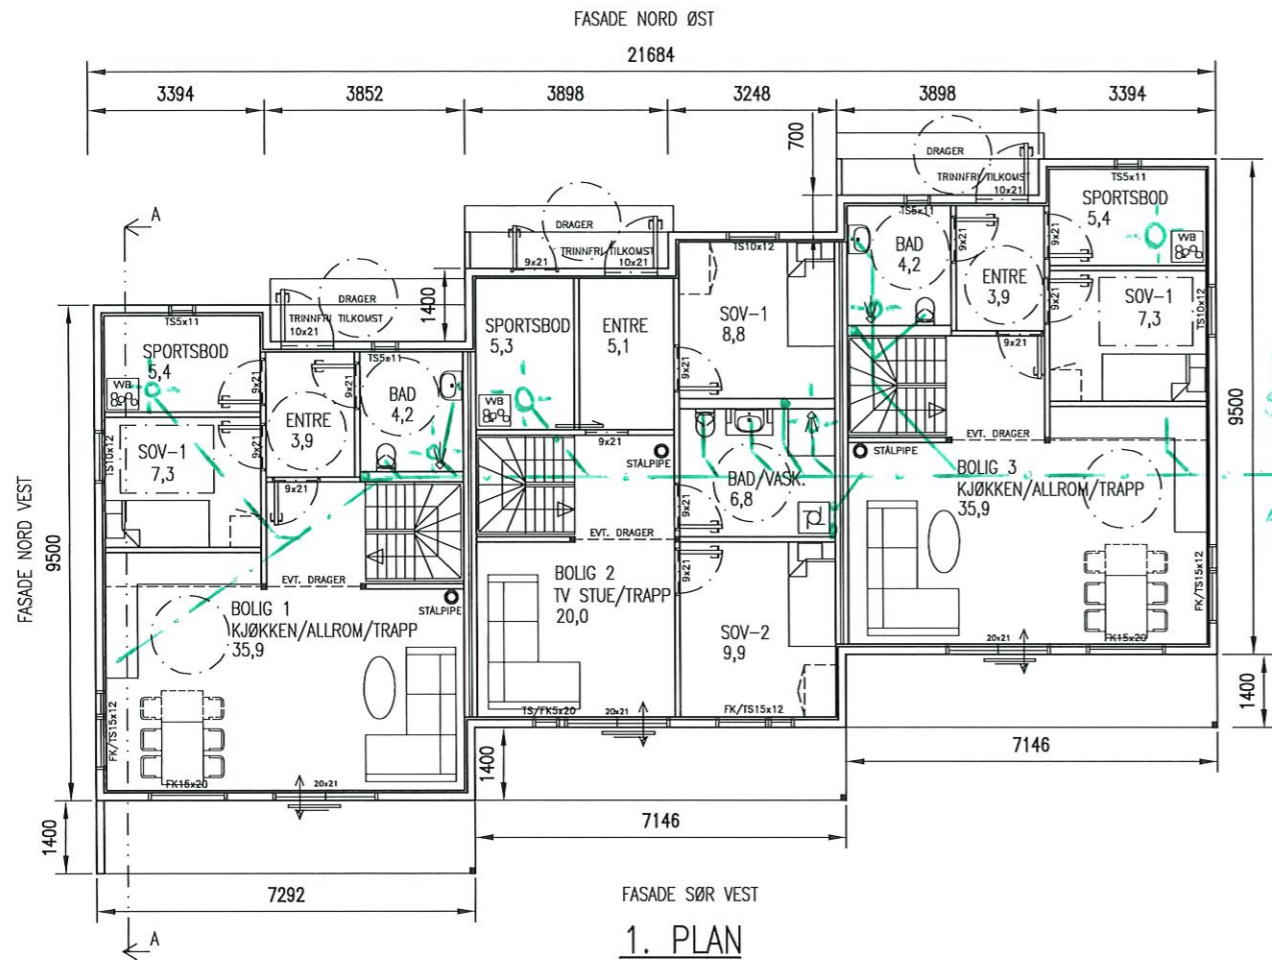 FASADE NORD ØST
21684
3394
3852
3898
3248
3898
3394
700
DRAGER
TRINNFRI TILKOMST
10x21
TS5x11
SPORTSBOD
5,4
VVB
9x21
9x21
BAD
4,2
TS5x11
9x21
ENTRE
3,9
SOV-1
7,3
TS10x12
9x21
9500
A
DRAGER
TRINNFRI TILKOMST
9x21
10x21
TS10x12
1400
SPORTSBOD
5,3
VVB
ENTRE
5,1
9x21
SOV-1
8,8
9x21
DRAGER
TRINNFRI TILKOMST
10x21
TS5x11
TS5x11
SPORTSBOD
5,4
VVB
9x21
9x21
9x21
BAD
4,2
ENTRE
3,9
SOV-1
7,3
TS10x12
9x21
FASADE NORD VEST
9500
STÅLPIPE
BAD/VASK.
6,8
9x21
EVT. DRAGER
STÅLPIPE
EVT. DRAGER
BOLIG 3
KJØKKEN/ALLROM/TRAPP
35,9
FK/TS15x12
BOLIG 2
TV STUE/TRAPP
20,0
9x21
SOV-2
9,9
EVT. DRAGER
STÅLPIPE
BOLIG 1
KJØKKEN/ALLROM/TRAPP
35,9
FK/TS15x12
20x21
FK15x20
TS/FK5x20
20x21
FK/TS15x12
FK15x20
20x21
1400
1400
1400
7146
7146
7292
FASADE SØR VEST
A
1. PLAN